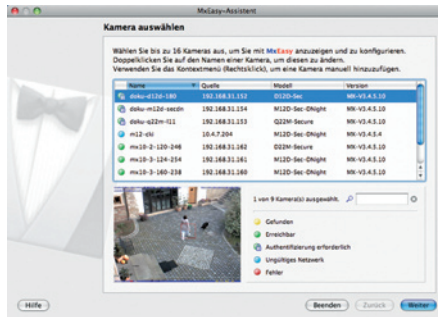 MxEasy-Assistent
Kamera auswählen
Wählen Sie bis zu 16 Kameras aus, um Sie mit MxEasy anzuzeigen und zu konfigurieren.
Doppelklicken Sie auf den Namen einer Kamera, um diesen zu ändern.
Verwenden Sie das Kontextmenü (Rechtsklick), um eine Kamera manuell hinzuzufügen.
Name Quelle Modell Version
doku-d12d-180 192.168.31.152 D12D-Sec MX-V3.4.5.10
doku-m12d-secdn 192.168.31.154 M12D-Sec-DNight MX-V3.4.5.10
doku-q22m-l11 192.168.31.153 Q22M-Secure MX-V3.4.5.10
m12-cki 10.4.7.204 M12D-Sec-DNight MX-V3.4.5.4
mx10-2-120-246 192.168.31.162 D22M-Secure MX-V3.4.5.10
mx10-3-124-254 192.168.31.161 M12D-Sec-DNight MX-V3.4.5.10
mx10-3-160-238 192.168.31.160 M12D-Sec-DNight MX-V3.4.5.10
1 von 9 Kamera(s) ausgewählt.
Gefunden
Erreichbar
Authentifizierung erforderlich
Ungültiges Netzwerk
Fehler
Hilfe Beenden Zurück Weiter